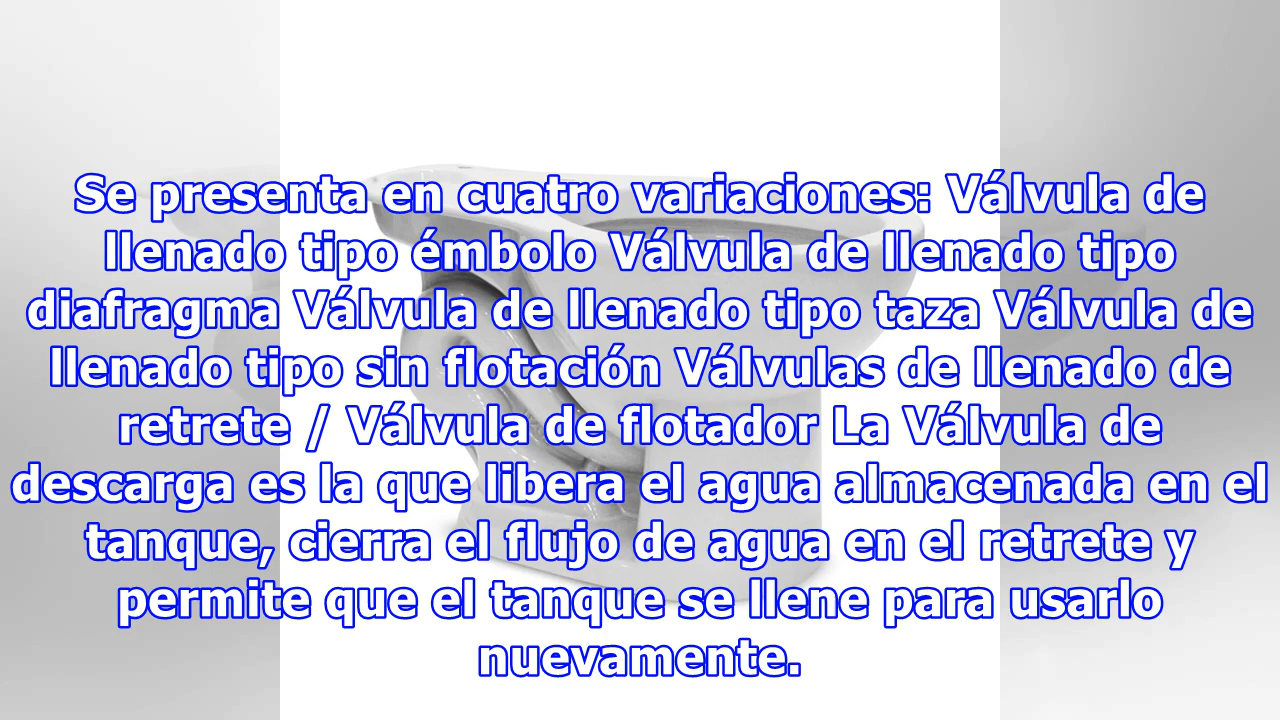 Se presenta en cuatro variaciones: Válvula de
llenado tipo émbolo Válvula de llenado tipo
diafragma Válvula de llenado tipo taza Válvula de
llenado tipo sin flotación Válvulas de llenado de
retrete / Válvula de flotador La Válvula de
descarga es la que libera el agua almacenada en el
tanque, cierra el flujo de agua en el retrete y
permite que el tanque se llene para usarlo
nuevamente.